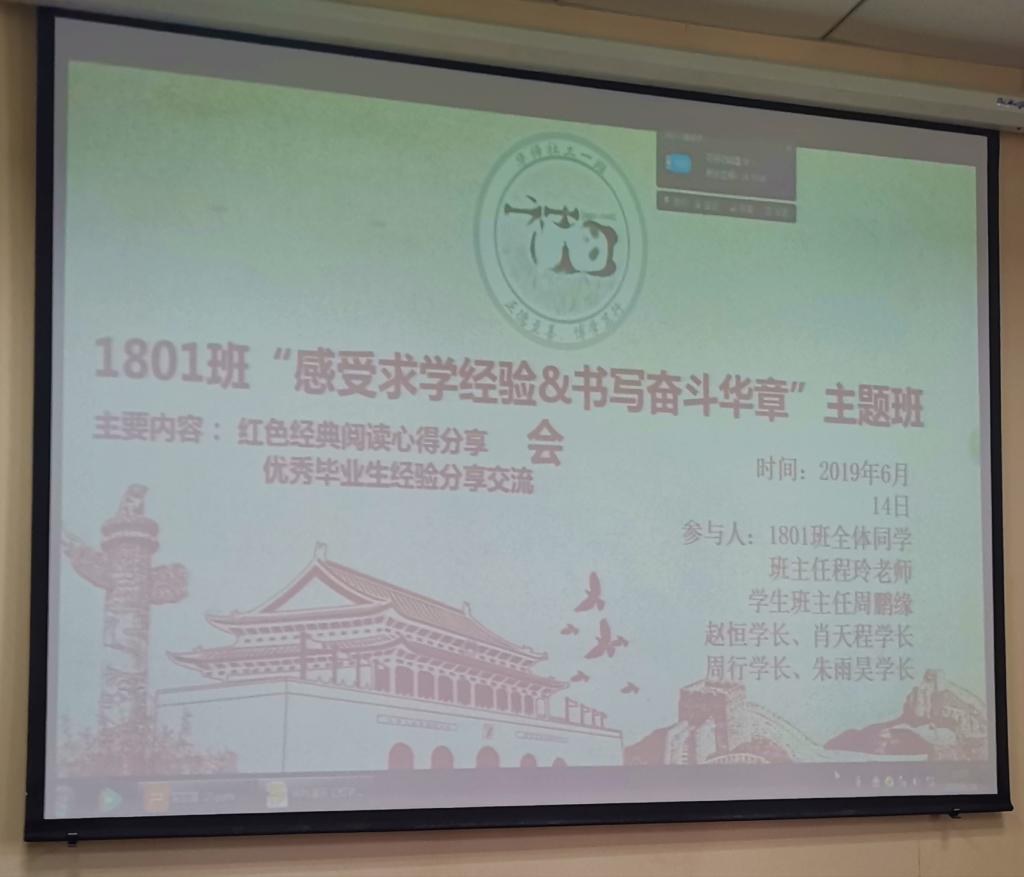 1801班“感受求学经验&书写奋斗华章”主题班
会
主要内容：红色经典阅读心得分享
优秀毕业生经验分享交流
时间：2019年6月
14日
参与人：1801班全体同学
班主任程玲老师
学生班主任周鹏缘
赵恒学长、肖天程学长
周行学长、朱雨昊学长